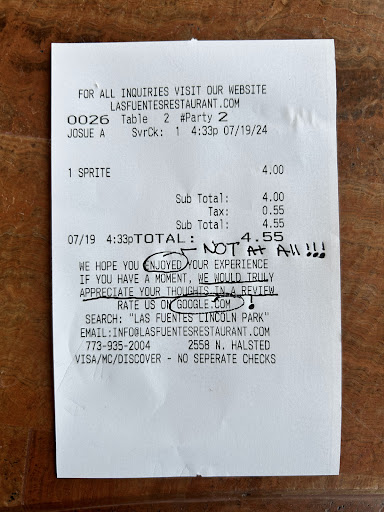 FOR ALL INQUIRIES VISIT OUR WEBSITE
LASFUENTESRESTAURANT.COM
0026 Table 2 #Party 2
JOSUE A SvrCk: 1 4:33p 07/19/24
1 SPRITE 4.00
Sub Total: 4.00
Tax: 0.55
Sub Total: 4.55
07/19 4:33pTOTAL: 4.55
NOT At All!!!
WE HOPE YOU ENJOYED YOUR EXPERIENCE
IF YOU HAVE A MOMENT, WE WOULD TRULY
APPRECIATE YOUR THOUGHTS IN A REVIEW
RATE US ON GOOGLE.COM !
SEARCH: "LAS FUENTES LINCOLN PARK"
EMAIL:INFO@LASFUENTESRESTAURANT.COM
773-935-2004 2558 N. HALSTED
VISA/MC/DISCOVER - NO SEPERATE CHECKS